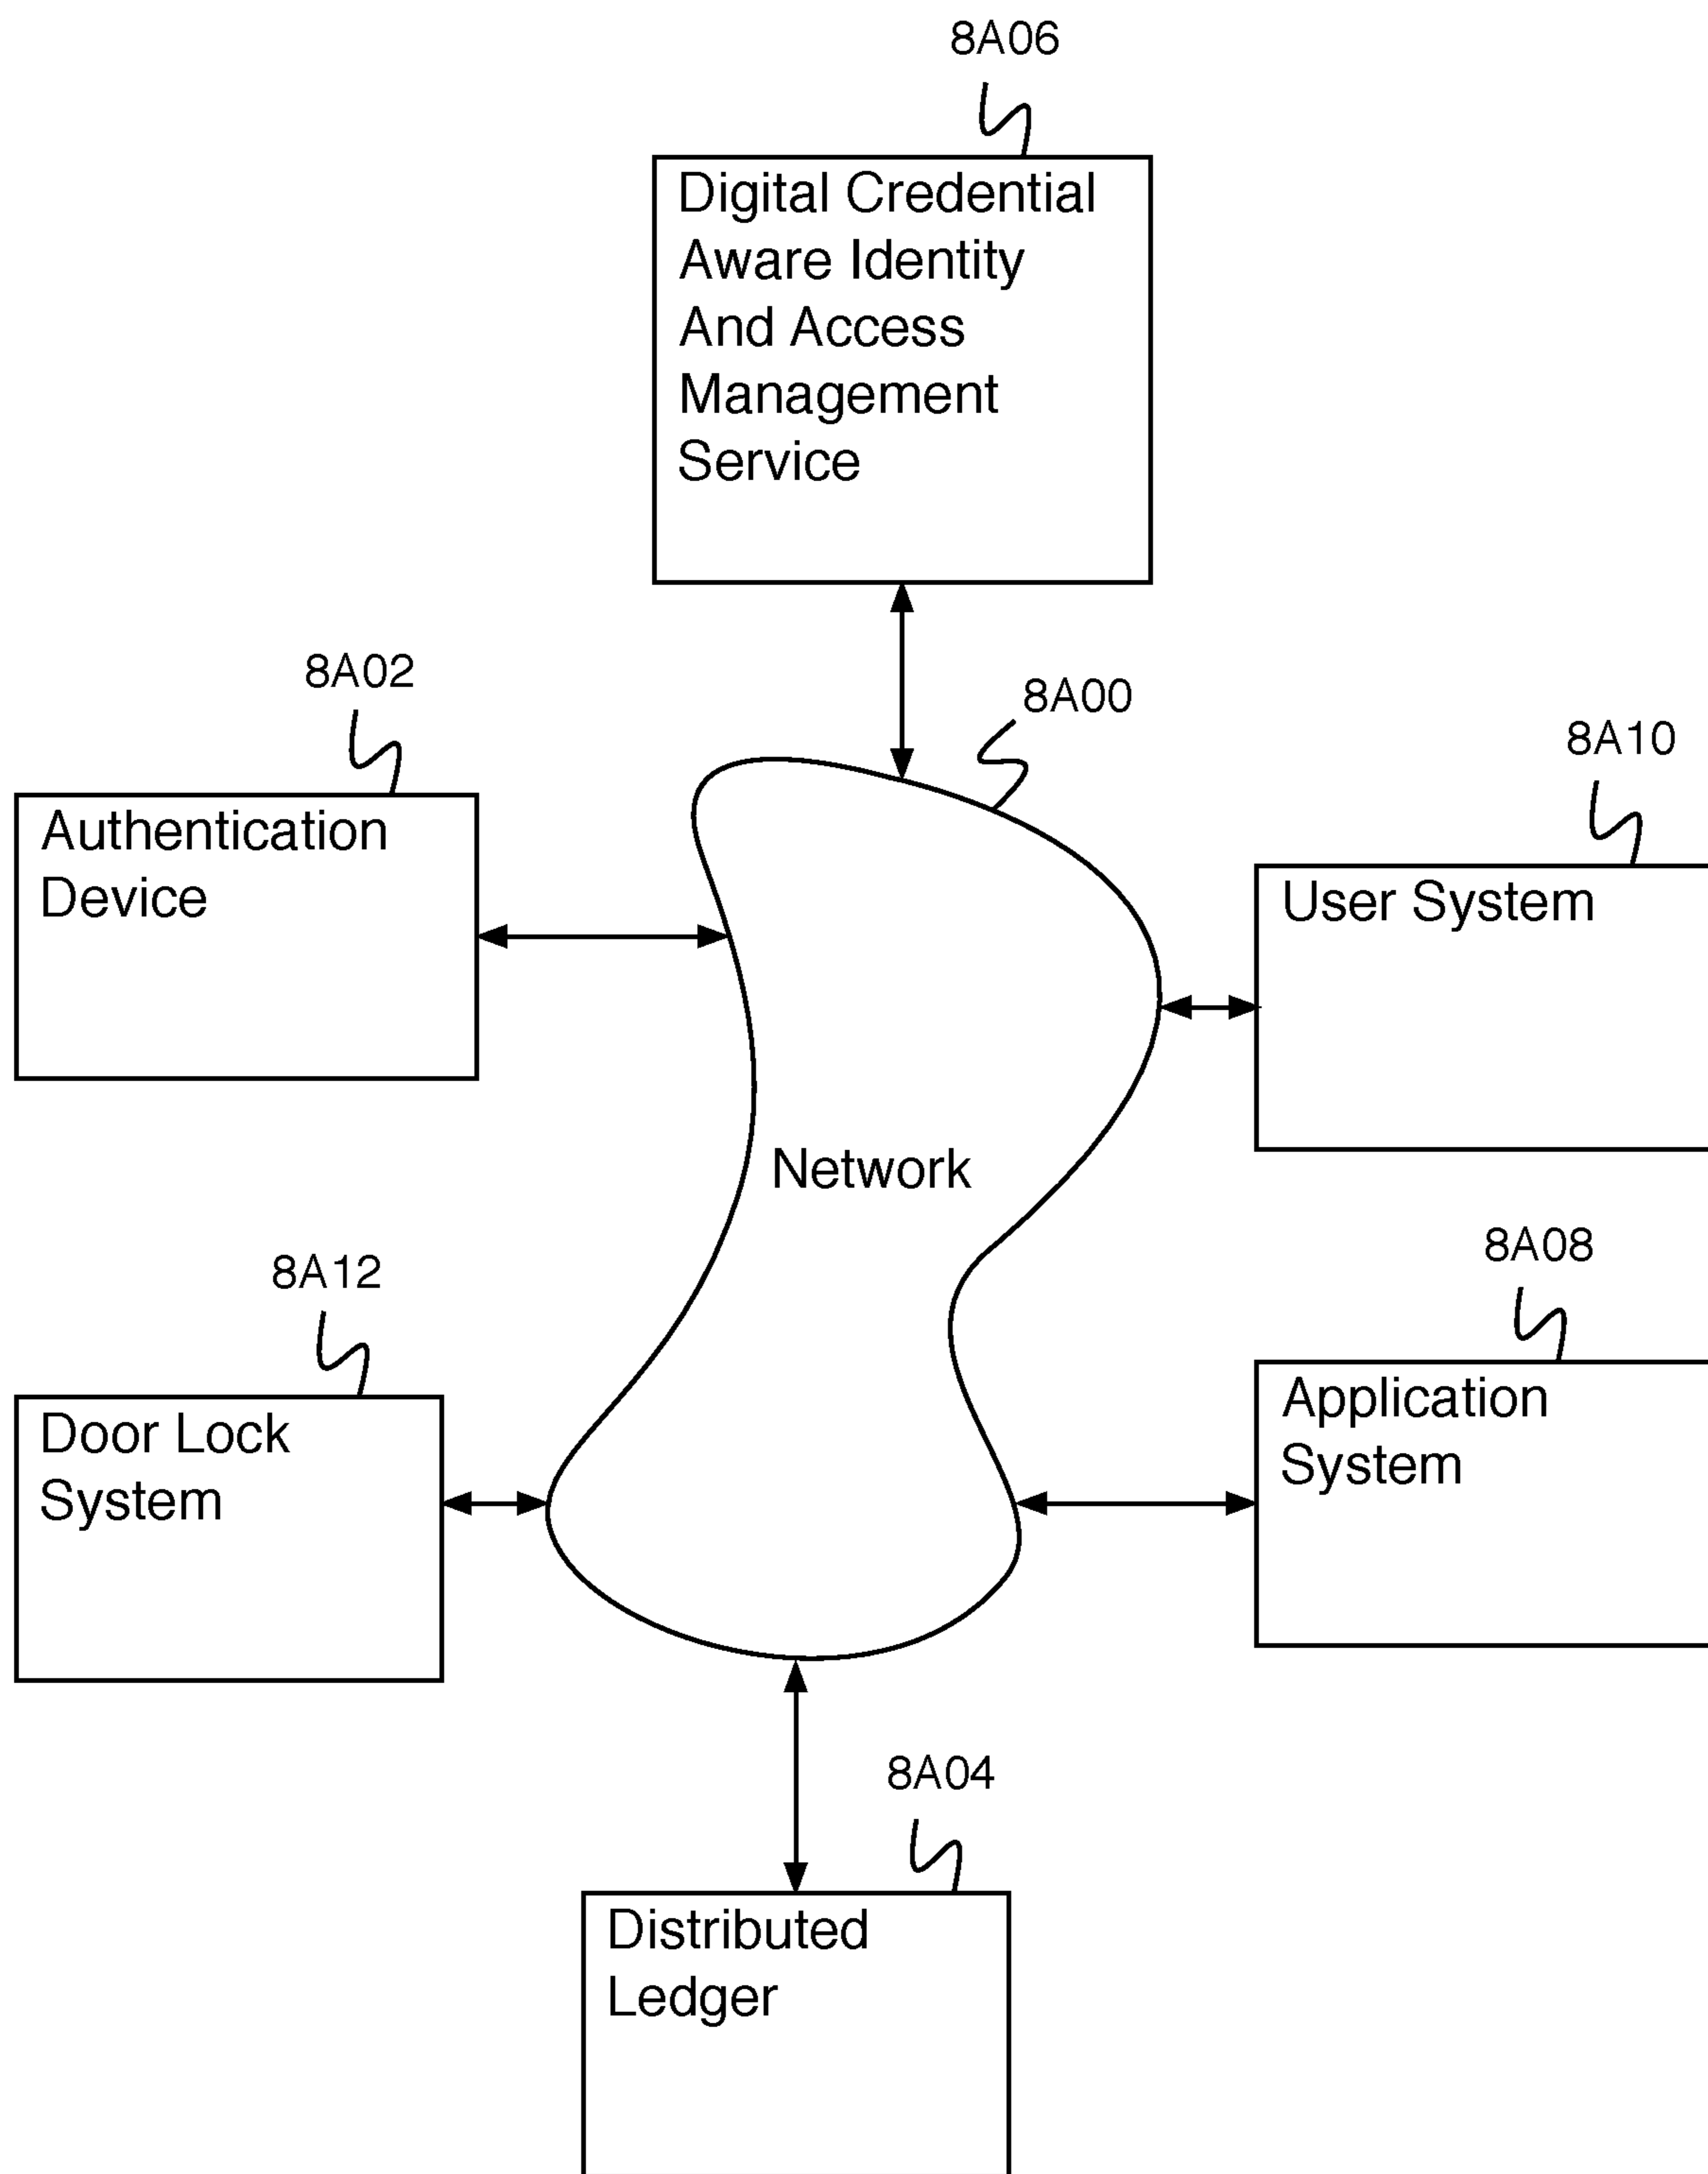 8A06
Digital Credential
Aware Identity
And Access
Management
Service
8A02
8A00
8A10
Authentication
Device
User System
Network
8A12
8A08
Door Lock
System
Application
System
8A04
Distributed
Ledger